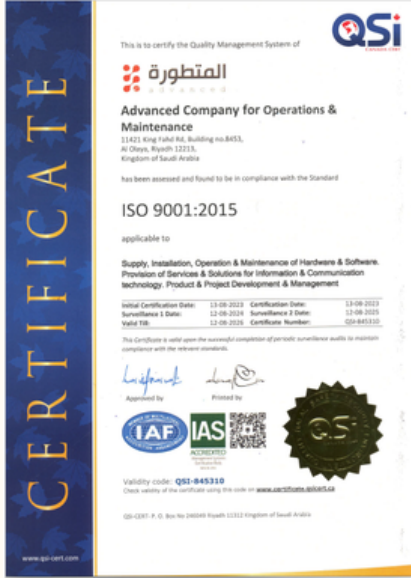 CERTIFICATE
QSi
CANADA CERT
This is to certify the Quality Management System of
المتطورة
advanced
Advanced Company for Operations &
Maintenance
11421 King Fahd Rd, Building no.8453,
Al Olaya, Riyadh 12213,
Kingdom of Saudi Arabia
has been assessed and found to be in compliance with the Standard
ISO 9001:2015
applicable to
Supply, Installation, Operation & Maintenance of Hardware & Software.
Provision of Services & Solutions for Information & Communication
technology. Product & Project Development & Management
Initial Certification Date: 13-08-2023 Certification Date: 13-08-2023
Surveillance 1 Date: 12-08-2024 Surveillance 2 Date: 12-08-2025
Valid Till: 12-08-2026 Certificate Number: QSI-845310
This Certificate is valid upon the successful completion of periodic surveillance audits to maintain
compliance with the relevant standards.
Approved by Printed by
IAF
IAS
ACCREDITED
QSi
Validity code: QSI-845310
Check validity of the certificate using this code on www.certificate.qsicert.ca
QSI-CERT- P. O. Box No 246049 Riyadh 11312 Kingdom of Saudi Arabia
www.qsi-cert.com